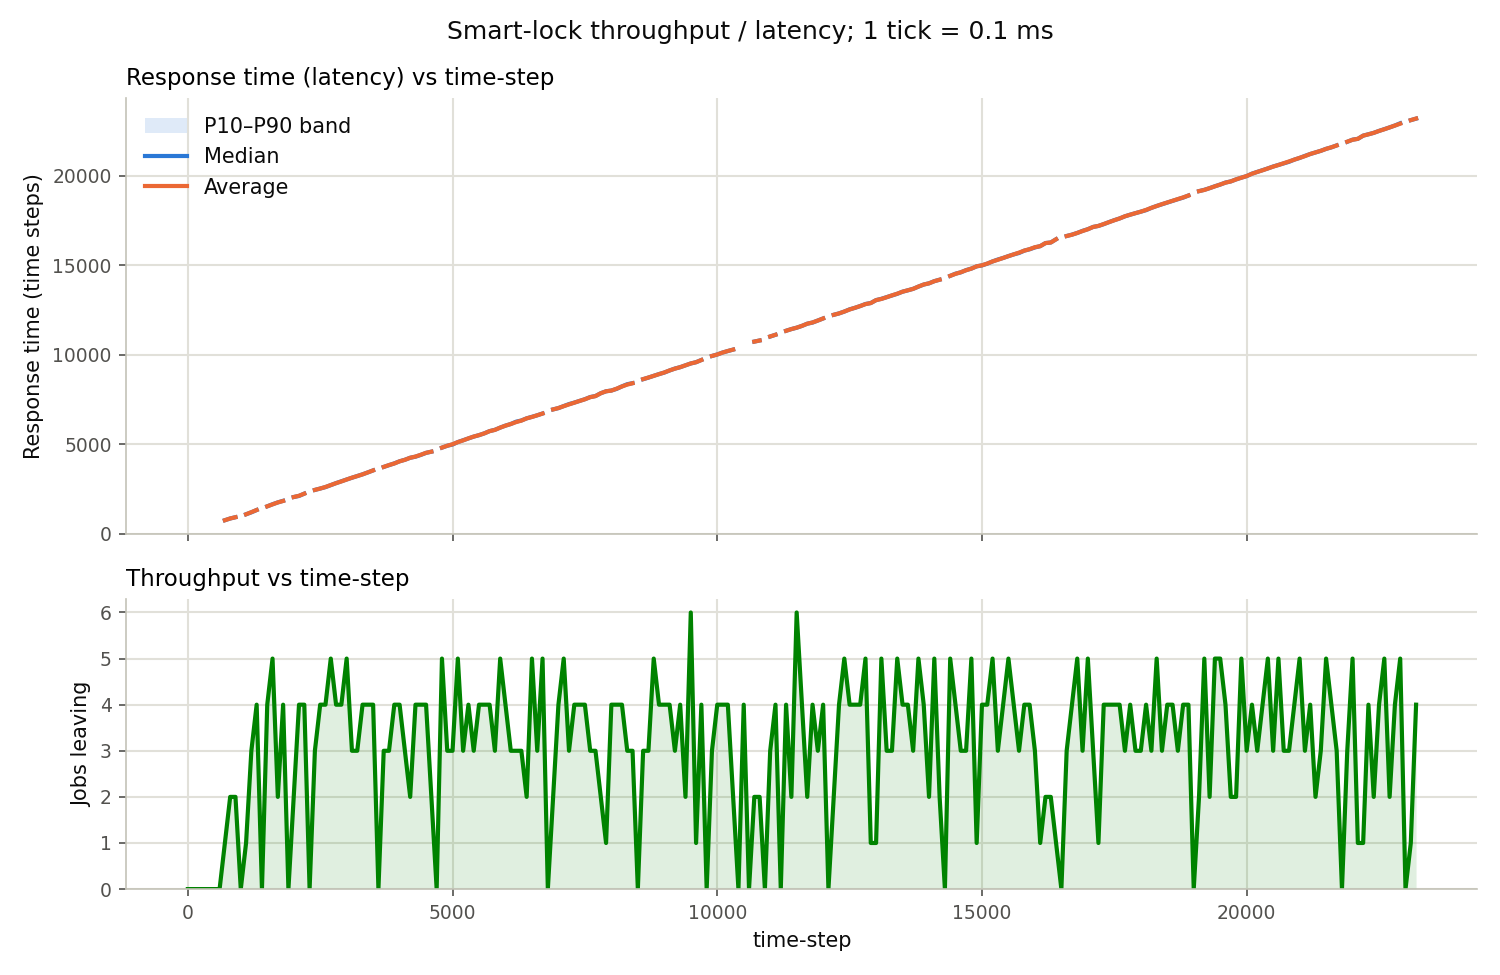 Smart-lock throughput / latency; 1 tick = 0.1 ms
Response time (latency) vs time-step
P10–P90 band
Median
Average
Response time (time steps)
20000
15000
10000
5000
0
Throughput vs time-step
Jobs leaving
6
5
4
3
2
1
0
0 5000 10000 15000 20000
time-step